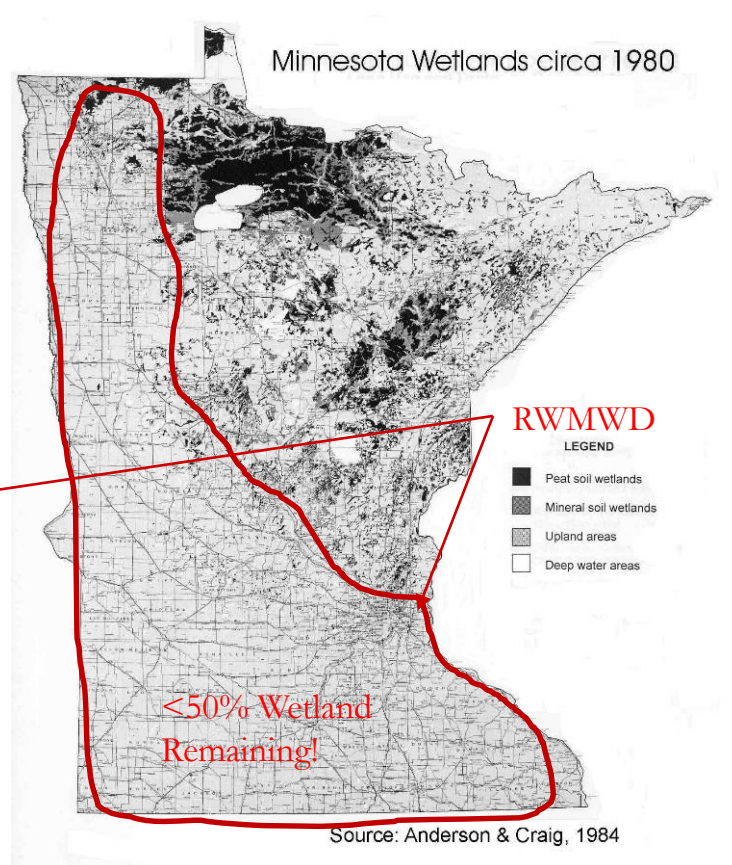 Minnesota Wetlands circa 1980
RWMWD
LEGEND
Peat soil wetlands
Mineral soil wetlands
Upland areas
Deep water areas
<50% Wetland
Remaining!
Source: Anderson & Craig, 1984